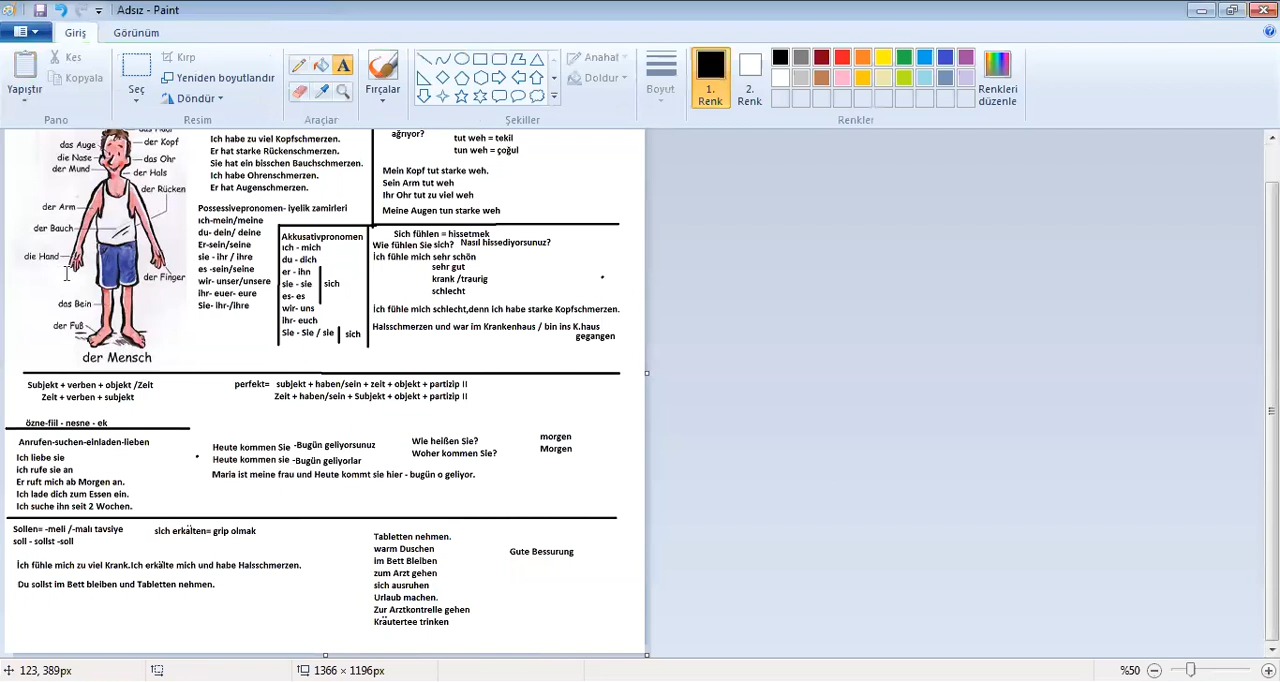 Adsız - Paint
Giriş
Görünüm
Yapıştır
Kes
Kopyala
Pano
Seç
Kırp
Yeniden boyutlandır
Döndür
Resim
Araçlar
Fırçalar
Şekiller
Anahat
Doldur
Boyut
1.
Renk
2.
Renk
Renkler
Renkleri
düzenle
das Haar
der Kopf
das Auge
die Nase
das Ohr
der Mund
der Hals
der Rücken
der Arm
der Bauch
die Hand
der Finger
das Bein
der Fuß
der Mensch
Ich habe zu viel Kopfschmerzen.
Er hat starke Rückenschmerzen.
Sie hat ein bisschen Bauchschmerzen.
Ich habe Ohrenschmerzen.
Er hat Augenschmerzen.
ağrıyor?
tut weh = tekil
tun weh = çoğul
Mein Kopf tut starke weh.
Sein Arm tut weh
Ihr Ohr tut zu viel weh
Meine Augen tun starke weh
Possessivepronomen- iyelik zamirleri
ıch-mein/meine
du- dein/ deine
Er-sein/seine
sie - ihr / ihre
es -sein/seine
wir- unser/unsere
ihr- euer- eure
Sie- ihr-/ihre
Akkusativpronomen
ıch - mich
du - dich
er - ihn
sie - sie
es- es
wir- uns
ihr- euch
Sie - Sie / sie
sich
sich
Sich fühlen = hissetmek
Wie fühlen Sie sich? Nasıl hissediyorsunuz?
İch fühle mich sehr schön
sehr gut
krank /traurig
schlecht
İch fühle mich schlecht,denn ich habe starke Kopfschmerzen.
Halsschmerzen und war im Krankenhaus / bin ins K.haus
gegangen
Subjekt + verben + objekt /Zeit
Zeit + verben + subjekt
perfekt= subjekt + haben/sein + zeit + objekt + partizip II
Zeit + haben/sein + Subjekt + objekt + partizip II
özne-fiil - nesne - ek
Anrufen-suchen-einladen-lieben
Ich liebe sie
ich rufe sie an
Er ruft mich ab Morgen an.
Ich lade dich zum Essen ein.
Ich suche ihn seit 2 Wochen.
Heute kommen Sie -Bugün geliyorsunuz
Heute kommen sie -Bugün geliyorlar
Maria ist meine frau und Heute kommt sie hier - bugün o geliyor.
Wie heißen Sie?
Woher kommen Sie?
morgen
Morgen
Sollen= -meli /-malı tavsiye
soll - sollst -soll
sich erkälten= grip olmak
İch fühle mich zu viel Krank.Ich erkälte mich und habe Halsschmerzen.
Du sollst im Bett bleiben und Tabletten nehmen.
Tabletten nehmen.
warm Duschen
im Bett Bleiben
zum Arzt gehen
sich ausruhen
Urlaub machen.
Zur Arztkontrelle gehen
Kräutertee trinken
Gute Bessurung
123, 389px
1366 × 1196px
%50